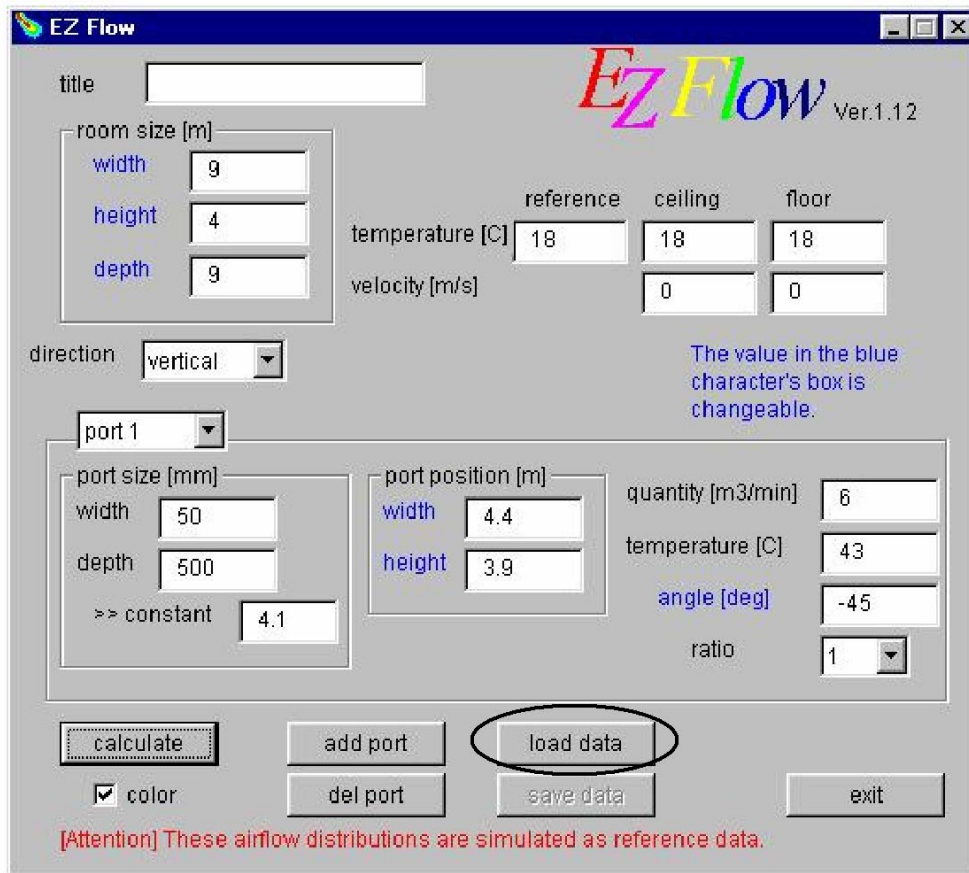 EZ Flow
title
EZ Flow Ver.1.12
room size [m]
width 9
height 4
depth 9
reference ceiling floor
temperature [C] 18 18 18
velocity [m/s] 0 0
direction vertical
The value in the blue
character's box is
changeable.
port 1
port size [mm]
width 50
depth 500
>> constant 4.1
port position [m]
width 4.4
height 3.9
quantity [m3/min] 6
temperature [C] 43
angle [deg] -45
ratio 1
calculate add port load data
color del port save data exit
[Attention] These airflow distributions are simulated as reference data.